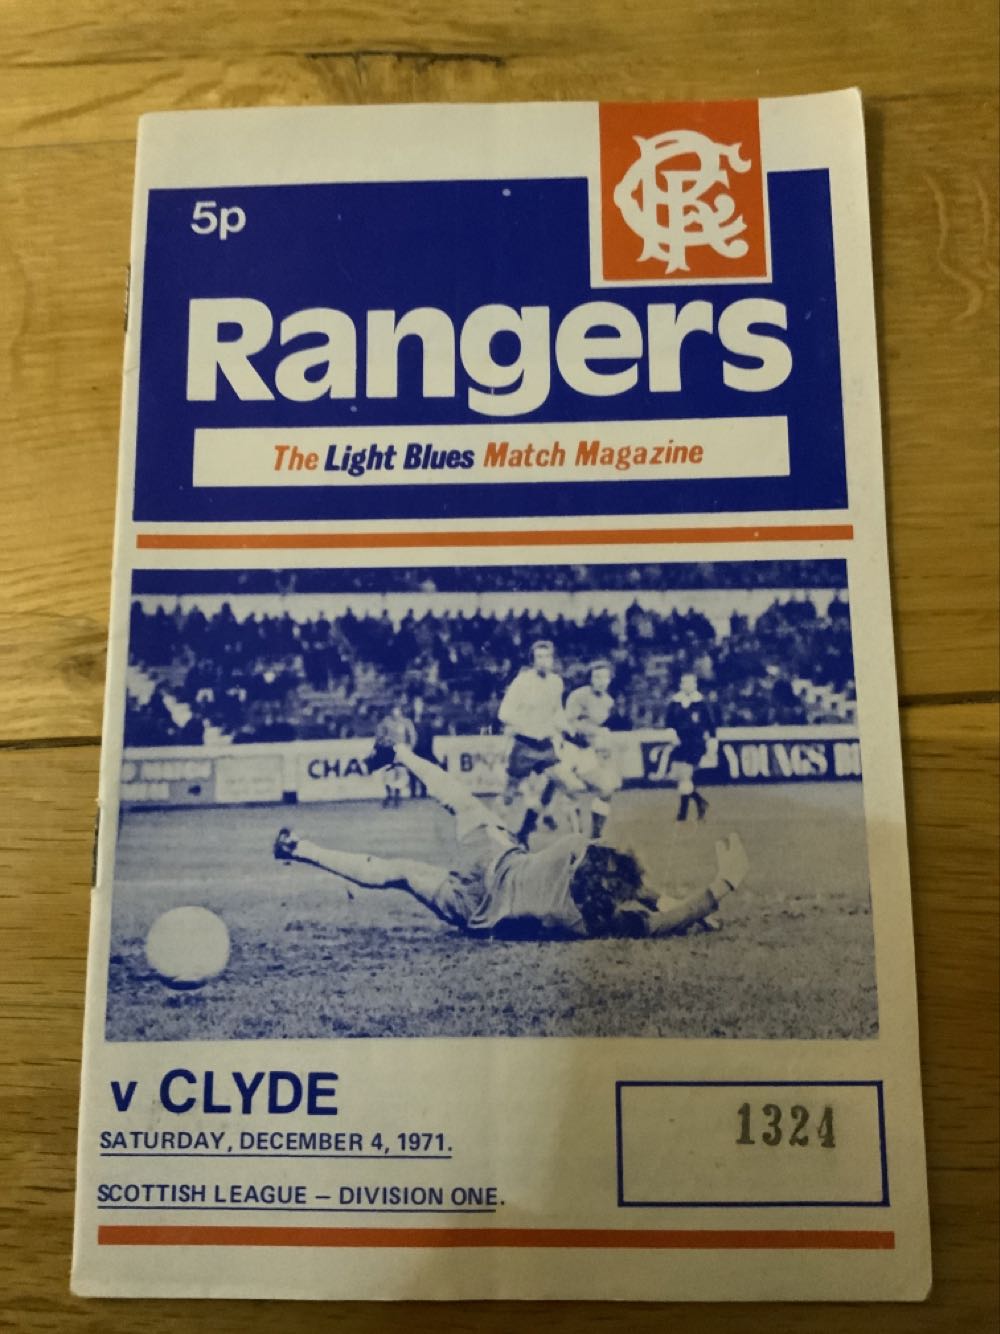 5p
Rangers
The Light Blues Match Magazine
YOUNGS
v CLYDE
SATURDAY, DECEMBER 4, 1971.
SCOTTISH LEAGUE – DIVISION ONE.
1324